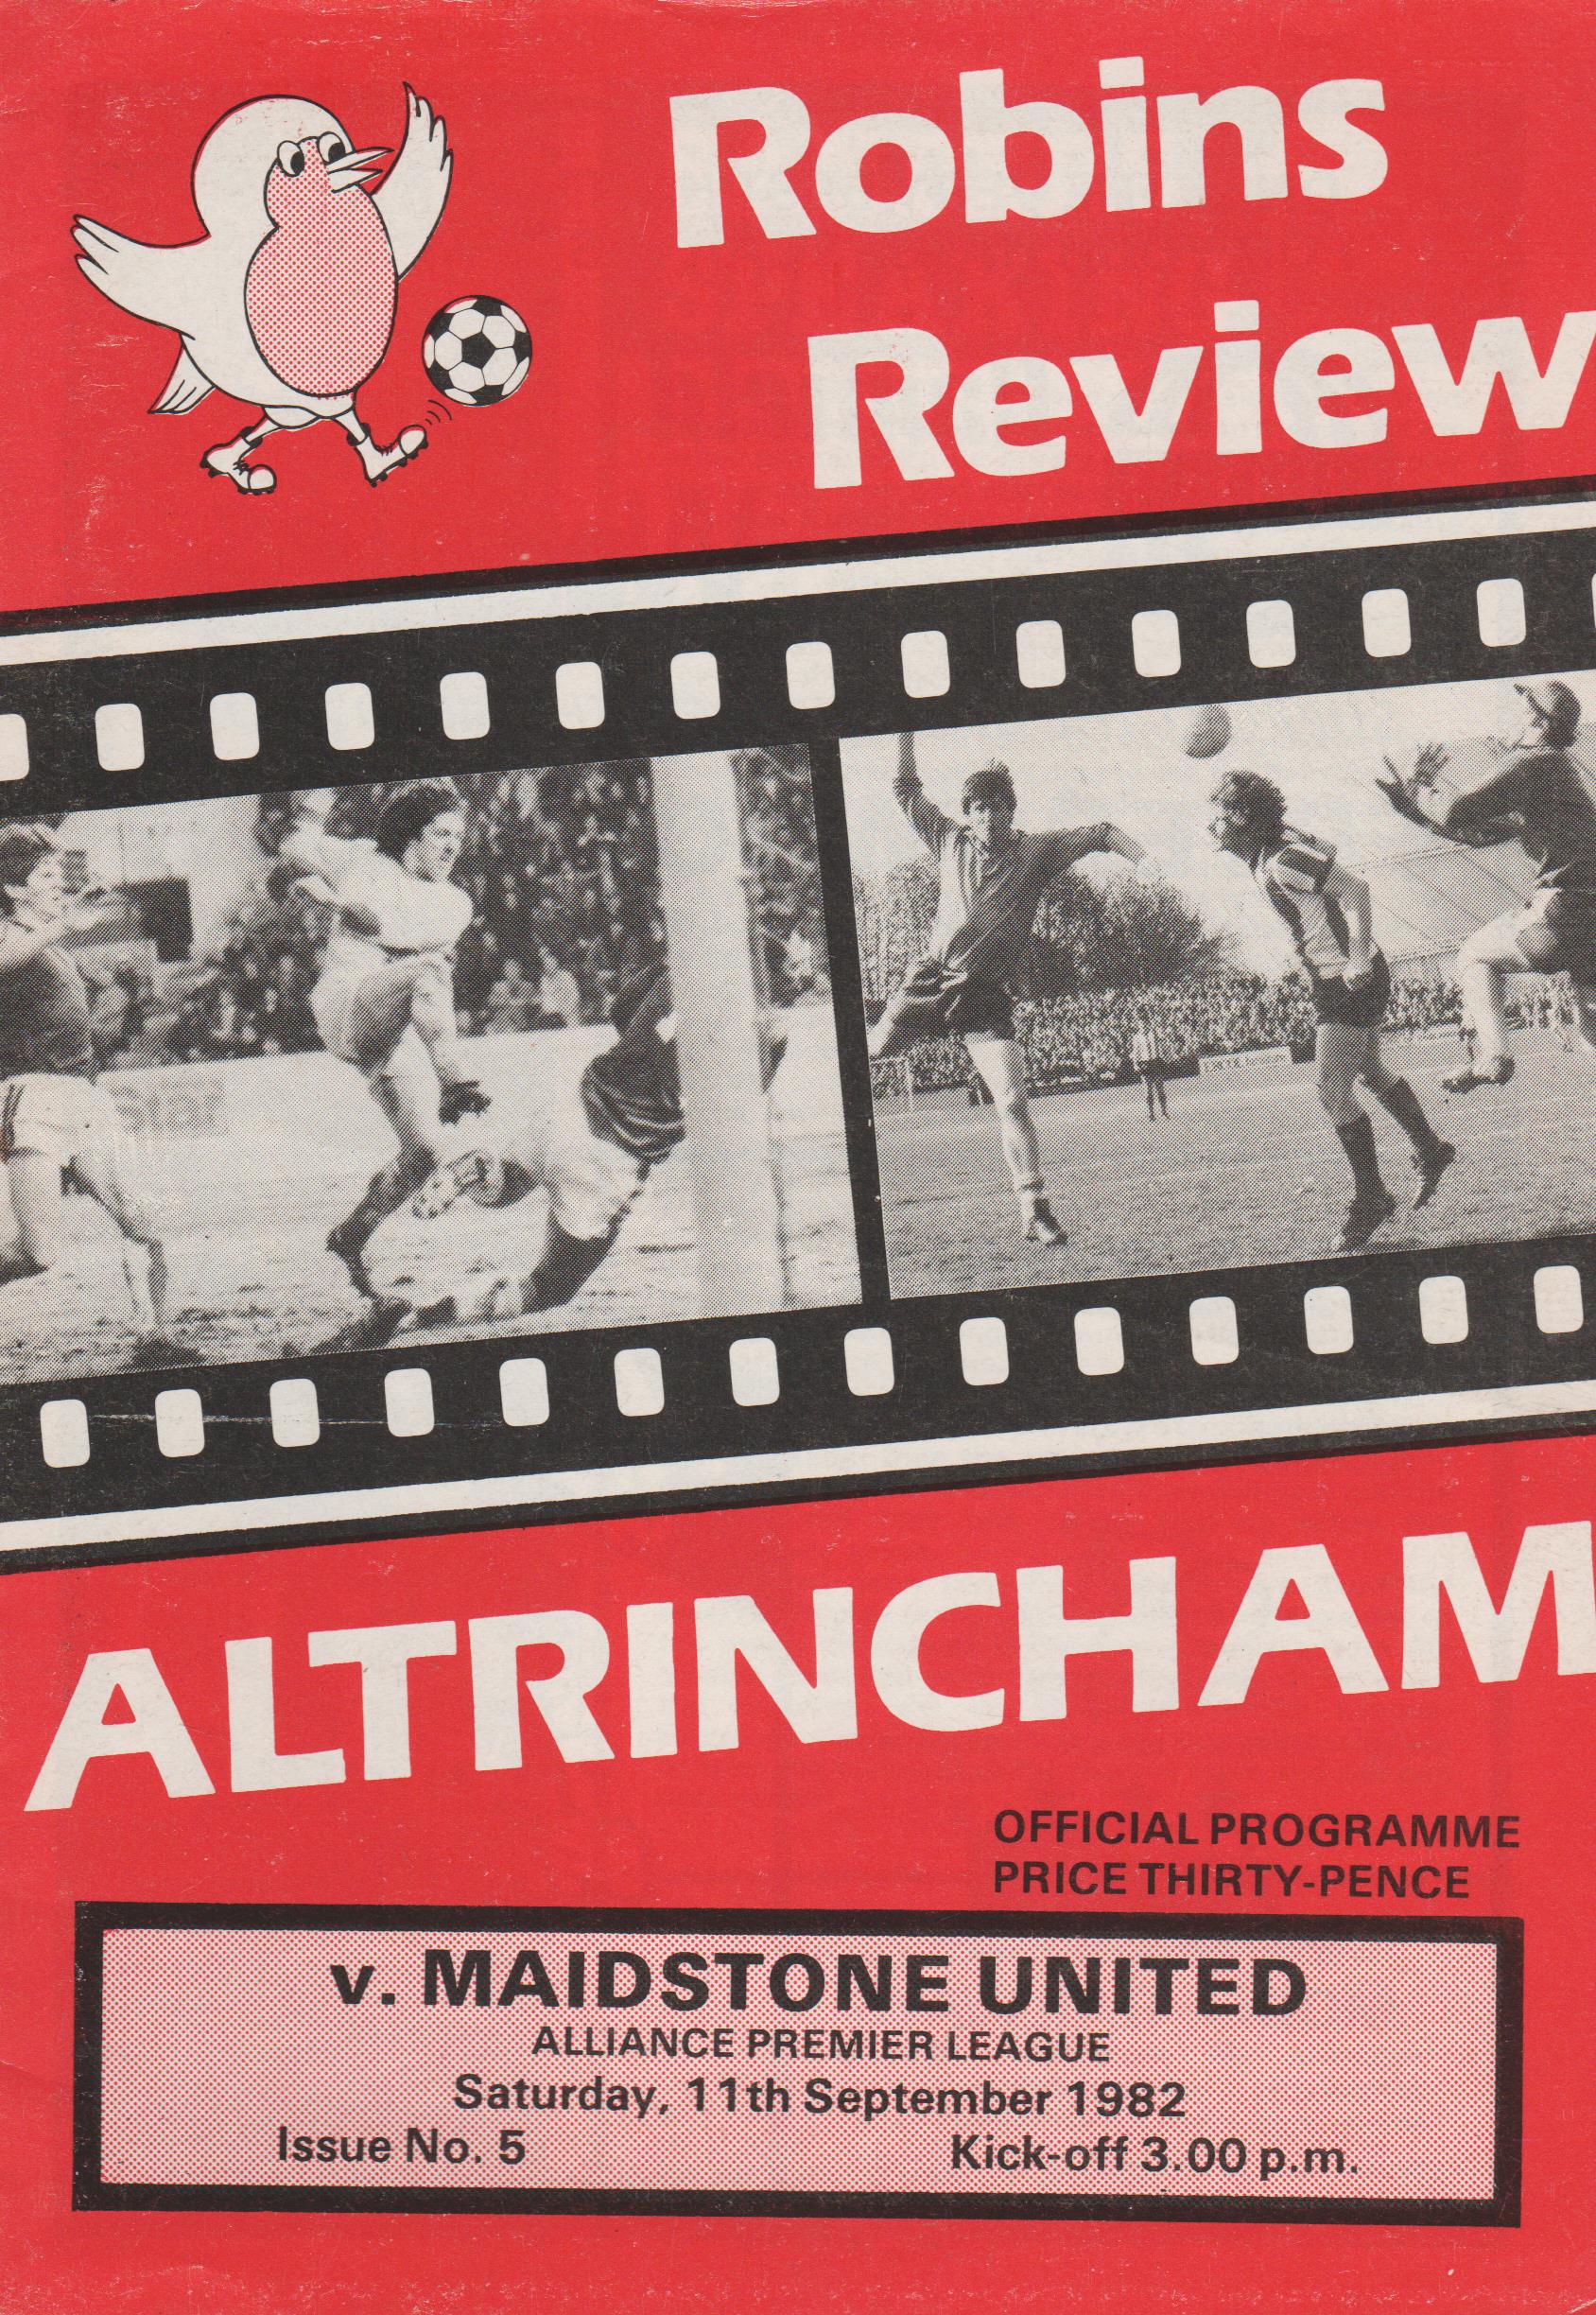 Robins
Review
ALTRINCHAM
OFFICIAL PROGRAMME
PRICE THIRTY-PENCE
v. MAIDSTONE UNITED
ALLIANCE PREMIER LEAGUE
Saturday, 11th September 1982
Issue No. 5 Kick-off 3.00 p.m.